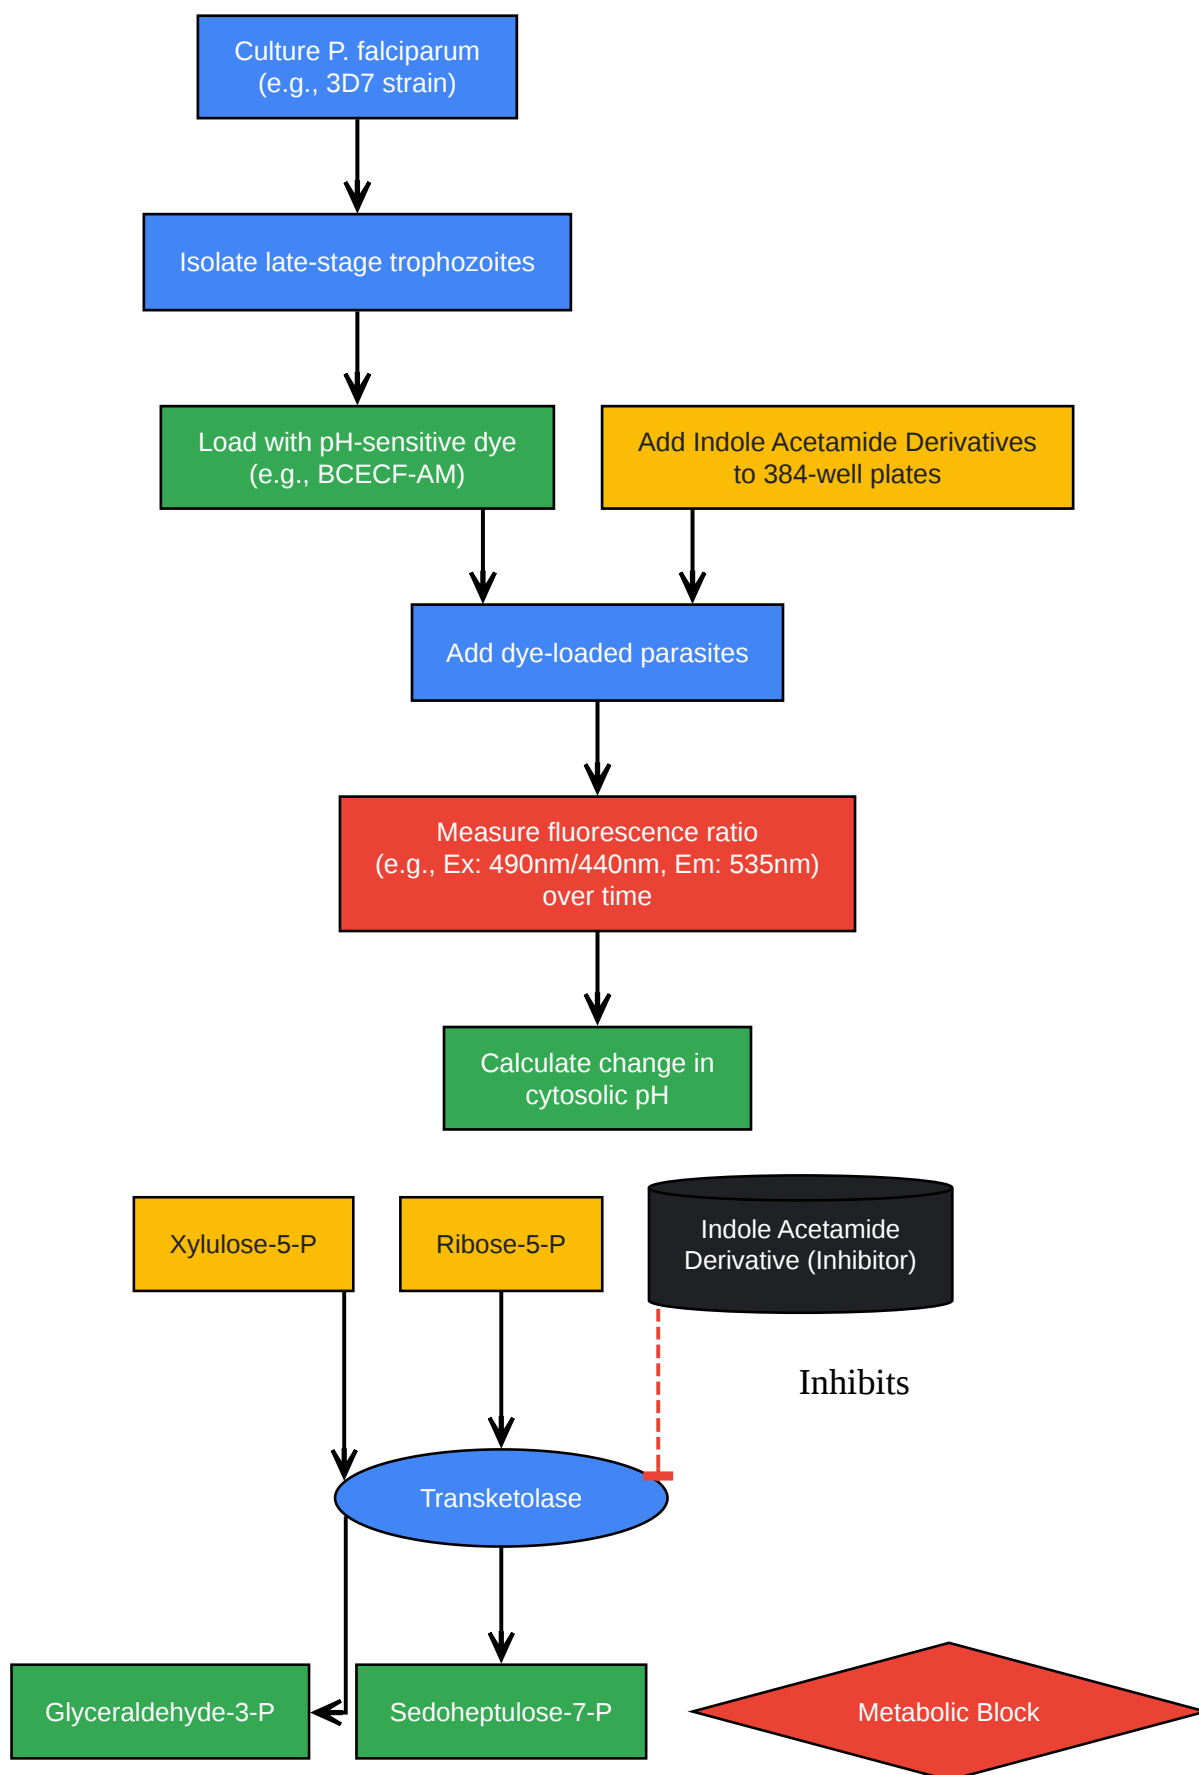 Culture P. falciparum
(e.g., 3D7 strain)
Isolate late-stage trophozoites
Load with pH-sensitive dye
(e.g., BCECF-AM)
Add Indole Acetamide Derivatives
to 384-well plates
Add dye-loaded parasites
Measure fluorescence ratio
(e.g., Ex: 490nm/440nm, Em: 535nm)
over time
Calculate change in
cytosolic pH
Xylulose-5-P
Ribose-5-P
Indole Acetamide
Derivative (Inhibitor)
Inhibits
Transketolase
Glyceraldehyde-3-P
Sedoheptulose-7-P
Metabolic Block